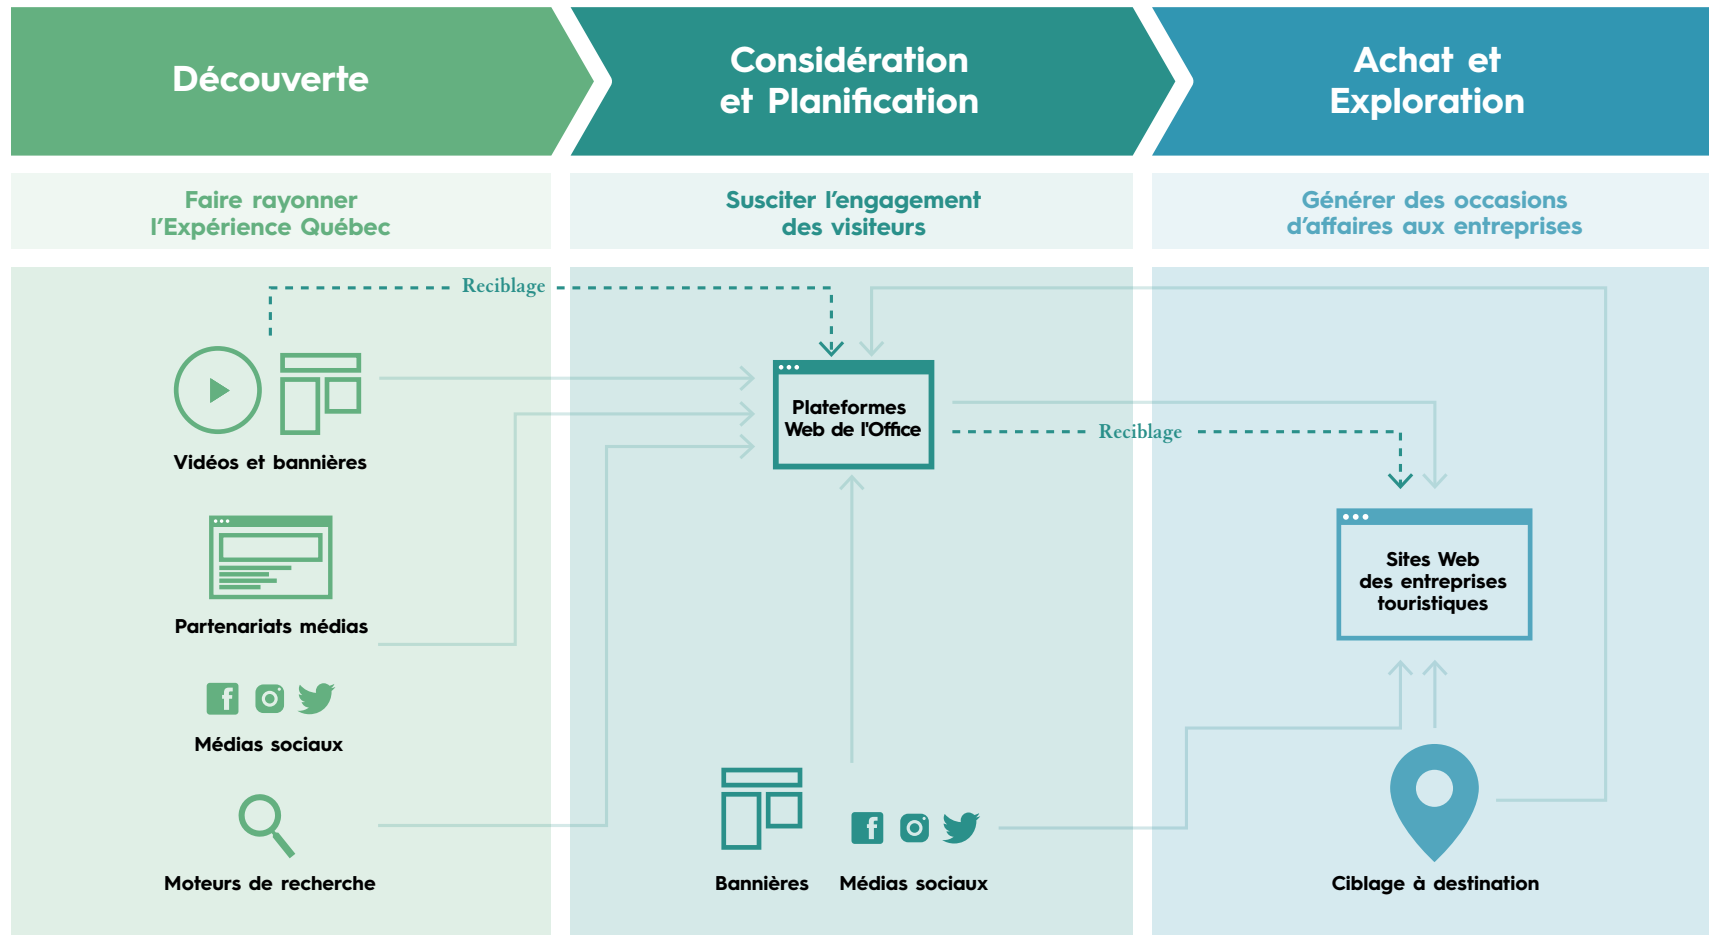 Découverte
Considération
et Planification
Achat et
Exploration
Faire rayonner
l’Expérience Québec
Susciter l’engagement
des visiteurs
Générer des occasions
d’affaires aux entreprises
Reciblage
Vidéos et bannières
Partenariats médias
Médias sociaux
Moteurs de recherche
Plateformes
Web de l'Office
Bannières
Médias sociaux
Reciblage
Sites Web
des entreprises
touristiques
Ciblage à destination